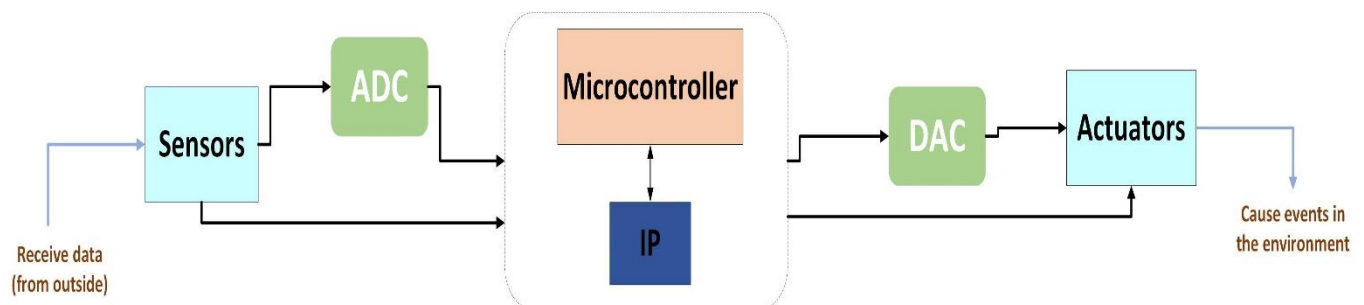 Receive data
(from outside)
Sensors
ADC
Microcontroller
IP
DAC
Actuators
Cause events in
the environment